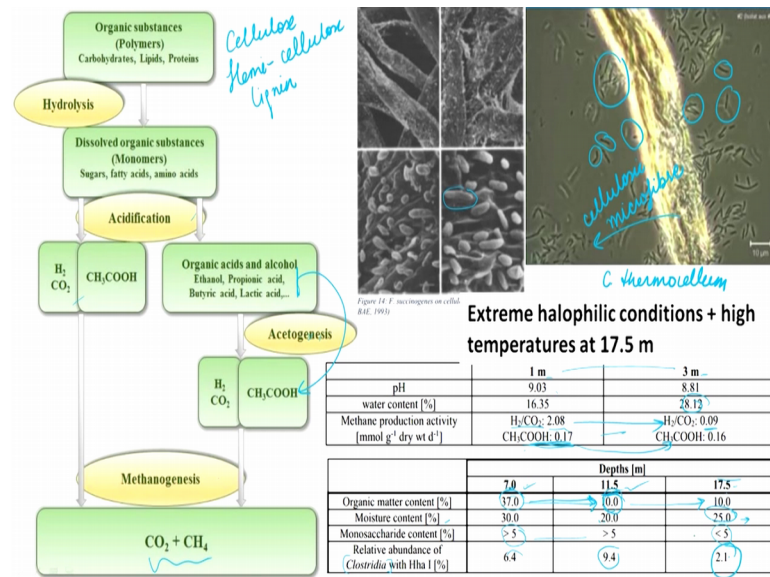 Organic substances
(Polymers)
Carbohydrates, Lipids, Proteins
Cellulose
Hemi-cellulose
lignin
Hydrolysis
Dissolved organic substances
(Monomers)
Sugars, fatty acids, amino acids
Acidification
H₂
CO₂
CH₃COOH
Organic acids and alcohol
Ethanol, Propionic acid,
Butyric acid, Lactic acid,...
Acetogenesis
H₂
CO₂
CH₃COOH
Methanogenesis
CO₂ + CH₄
cellulose
microfibre
10 µm
C thermocellum
Figure 14: F. succinogenes on cellul
BAE, 1993)
Extreme halophilic conditions + high
temperatures at 17.5 m
1 m 3 m
pH 9.03 8.81
water content [%] 16.35 28.12
Methane production activity H₂/CO₂: 2.08 H₂/CO₂: 0.09
[mmol g⁻¹ dry wt d⁻¹] CH₃COOH: 0.17 CH₃COOH: 0.16
Depths [m]
7.0 11.5 17.5
Organic matter content [%] 37.0 10.0 10.0
Moisture content [%] 30.0 20.0 25.0
Monosaccharide content [%] > 5 > 5 < 5
Relative abundance of
Clostridia with Hha I [%] 6.4 9.4 2.1